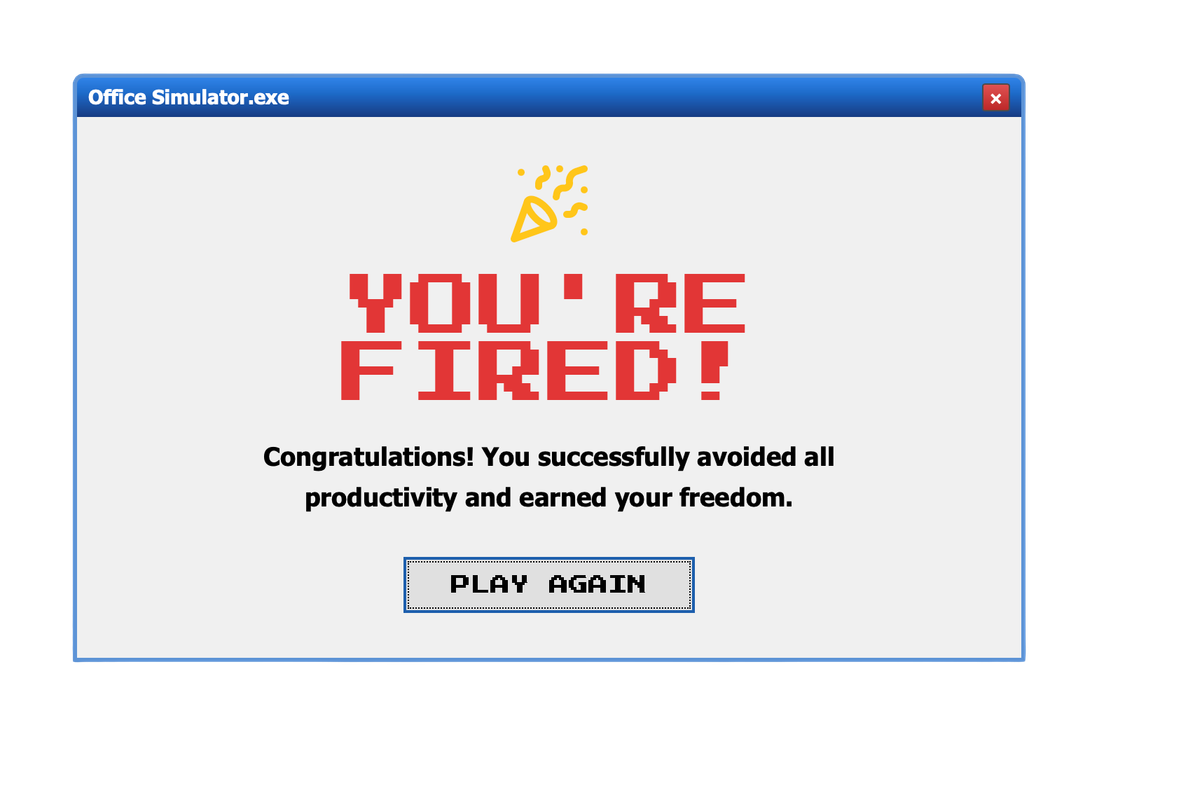 Office Simulator.exe
YOU'RE
FIRED!
Congratulations! You successfully avoided all
productivity and earned your freedom.
PLAY AGAIN